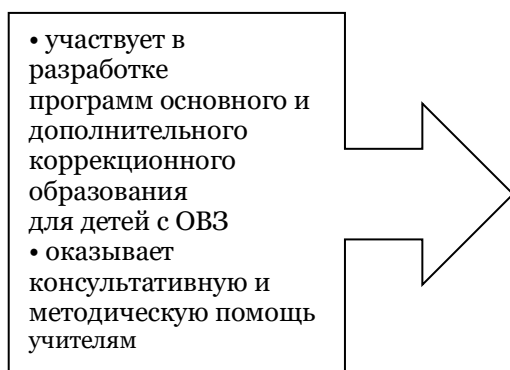 • участвует в
разработке
программ основного и
дополнительного
коррекционного
образования
для детей с ОВЗ
• оказывает
консультативную и
методическую помощь
учителям